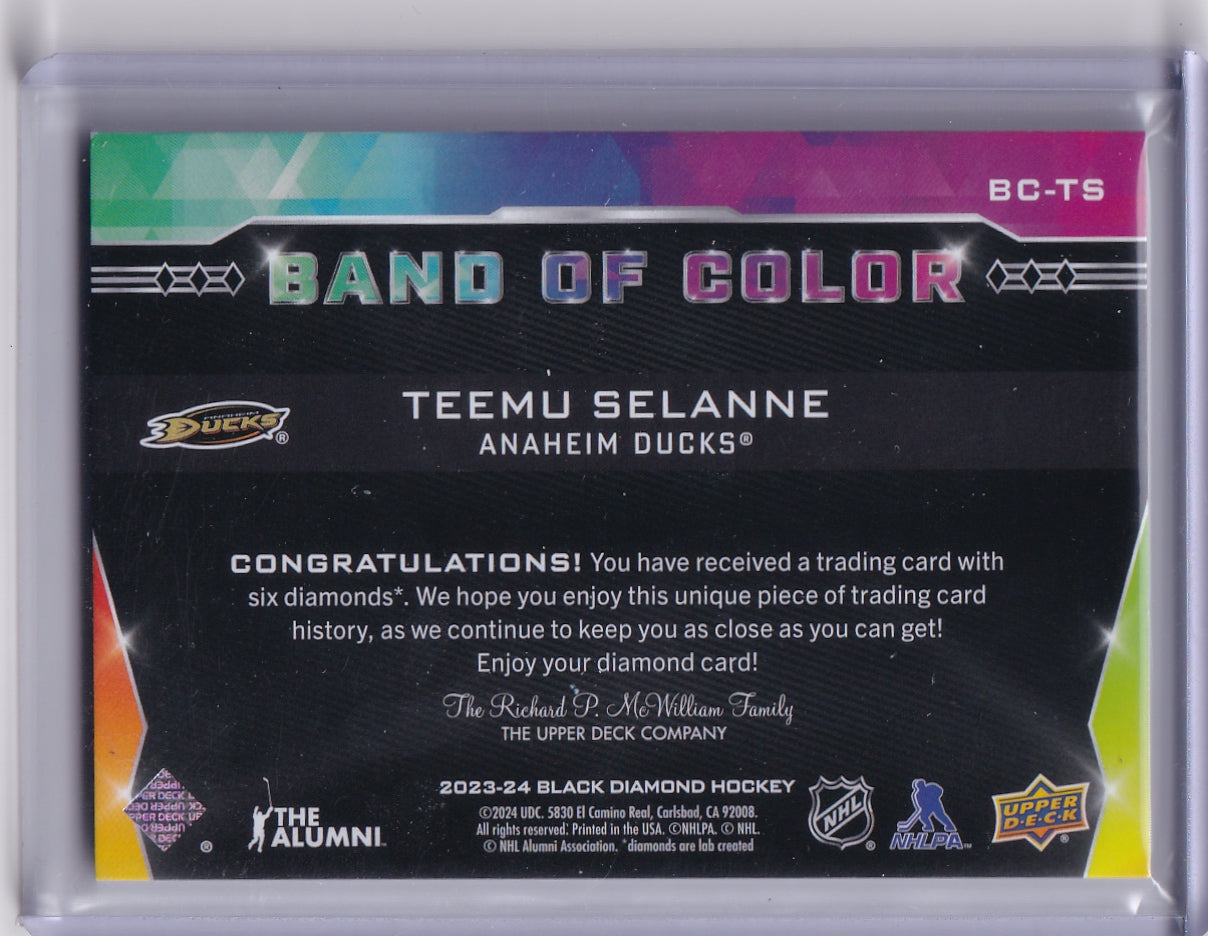 BC-TS
BAND OF COLOR
TEEMU SELANNE
ANAHEIM
DUCKS®
ANAHEIM DUCKS®
CONGRATULATIONS! You have received a trading card with
six diamonds*. We hope you enjoy this unique piece of trading card
history, as we continue to keep you as close as you can get!
Enjoy your diamond card!
The Richard P. McWilliam Family
THE UPPER DECK COMPANY
2023-24 BLACK DIAMOND HOCKEY
©2024 UDC. 5830 El Camino Real, Carlsbad, CA 92008.
All rights reserved. Printed in the USA. ©NHLPA. © NHL.
© NHL Alumni Association. *diamonds are lab created
UPPER DECK
®
THE
ALUMNI™
NHL®
NHLPA™
UPPER
D·E·C·K®